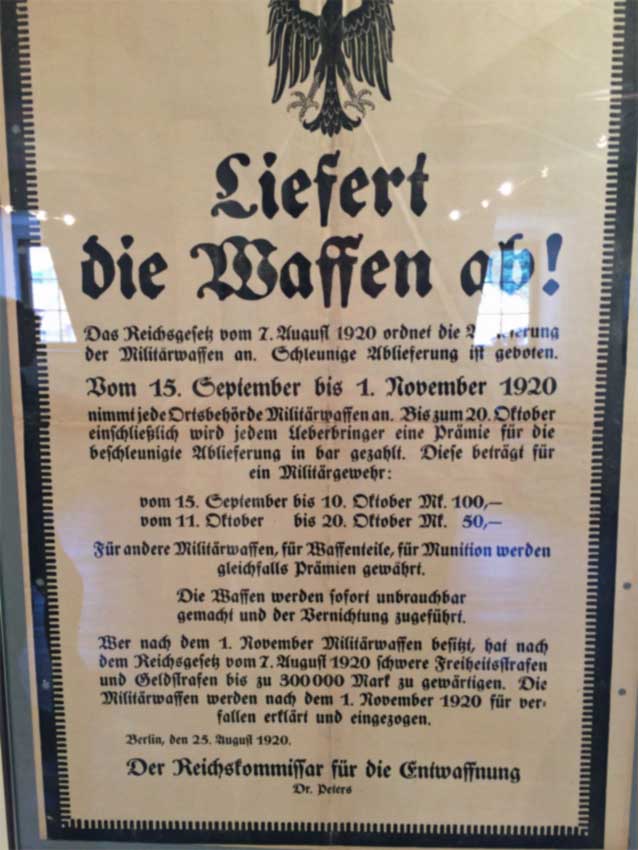 Liefert
die Waffen ab!
Das Reichsgesetz vom 7. August 1920 ordnet die Ablieferung
der Militärwaffen an. Schleunige Ablieferung ist geboten.
Vom 15. September bis 1. November 1920
nimmt jede Ortsbehörde Militärwaffen an. Bis zum 20. Oktober
einschließlich wird jedem Ueberbringer eine Prämie für die
beschleunigte Ablieferung in bar gezahlt. Diese beträgt für
ein Militärgewehr:
vom 15. September bis 10. Oktober Mk. 100,—
vom 11. Oktober bis 20. Oktober Mk. 50,—
Für andere Militärwaffen, für Waffenteile, für Munition werden
gleichfalls Prämien gewährt.
Die Waffen werden sofort unbrauchbar
gemacht und der Vernichtung zugeführt.
Wer nach dem 1. November Militärwaffen besitzt, hat nach
dem Reichsgesetz vom 7. August 1920 schwere Freiheitsstrafen
und Geldstrafen bis zu 300000 Mark zu gewärtigen. Die
Militärwaffen werden nach dem 1. November 1920 für ver-
fallen erklärt und eingezogen.
Berlin, den 25. August 1920.
Der Reichskommissar für die Entwaffnung
Dr. Peters